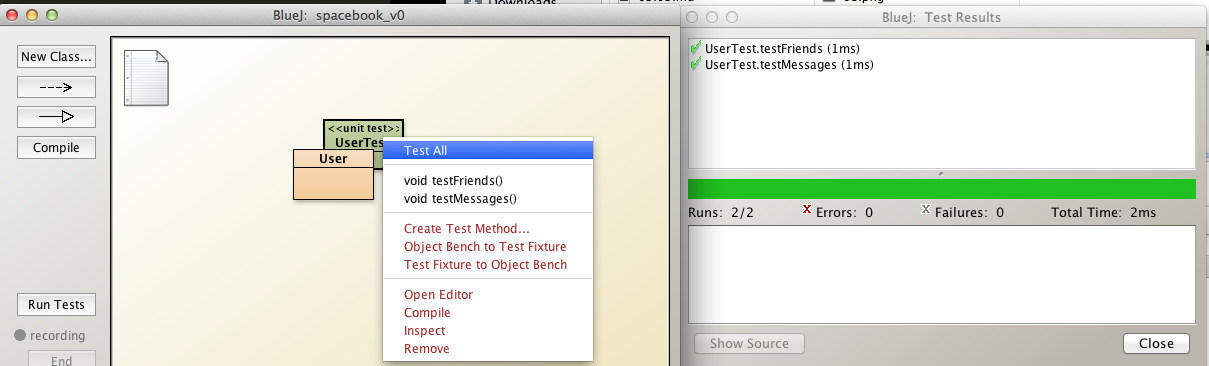 Downloads
BlueJ: spacebook_v0
New Class...
Compile
<<unit test>>
UserTes
User
Test All
void testFriends()
void testMessages()
Create Test Method...
Object Bench to Test Fixture
Test Fixture to Object Bench
Open Editor
Compile
Inspect
Remove
Run Tests
recording
End
BlueJ: Test Results
UserTest.testFriends (1ms)
UserTest.testMessages (1ms)
Runs: 2/2 X Errors: 0 X Failures: 0 Total Time: 2ms
Show Source
Close